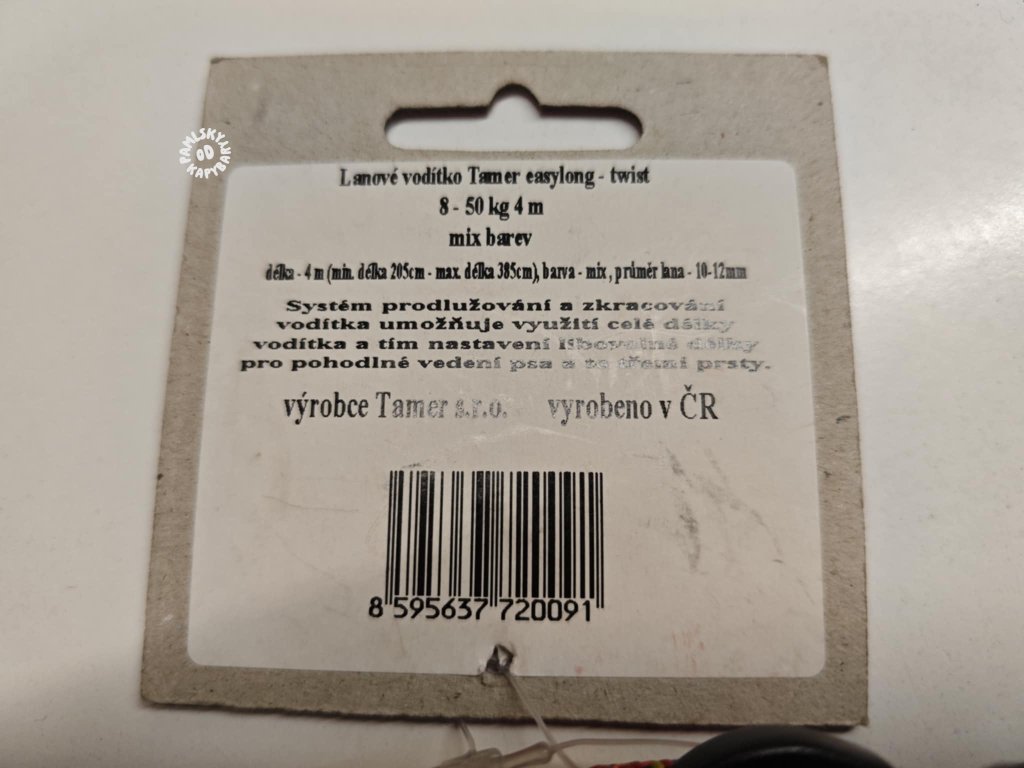 PAMLSKY OD KAPYBARY
Lanové vodítko Tamer easylong - twist
8 - 50 kg 4 m
mix barev
délka - 4 m (min. délka 205cm - max. délka 385cm), barva - mix , průměr lana - 10-12mm
Systém prodlužování a zkracování
vodítka umožňuje využití celé délky
vodítka a tím nastavení libovolné délky
pro pohodlné vedení psa a to třemi prsty.
výrobce Tamer s.r.o. vyrobeno v ČR
8 595637 720091